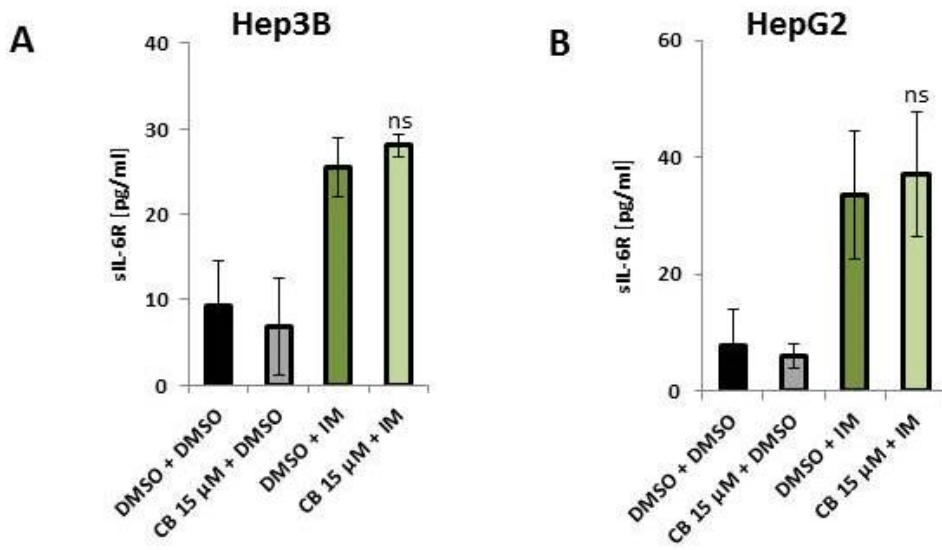 A
Hep3B
sIL-6R [pg/ml]
40
30
20
10
0
ns
DMSO + DMSO
CB 15 µM + DMSO
DMSO + IM
CB 15 µM + IM
B
HepG2
sIL-6R [pg/ml]
60
40
20
0
ns
DMSO + DMSO
CB 15 µM + DMSO
DMSO + IM
CB 15 µM + IM